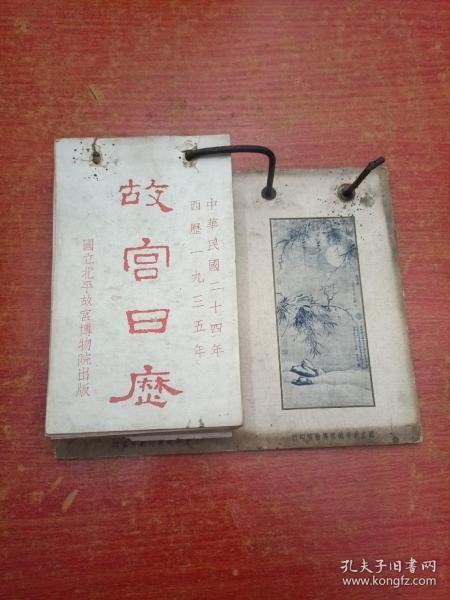 中華民國二十四年
西歷一九三五年
故宮日歷
國立北平故宮博物院出版
孔夫子旧书网
www.kongfz.com